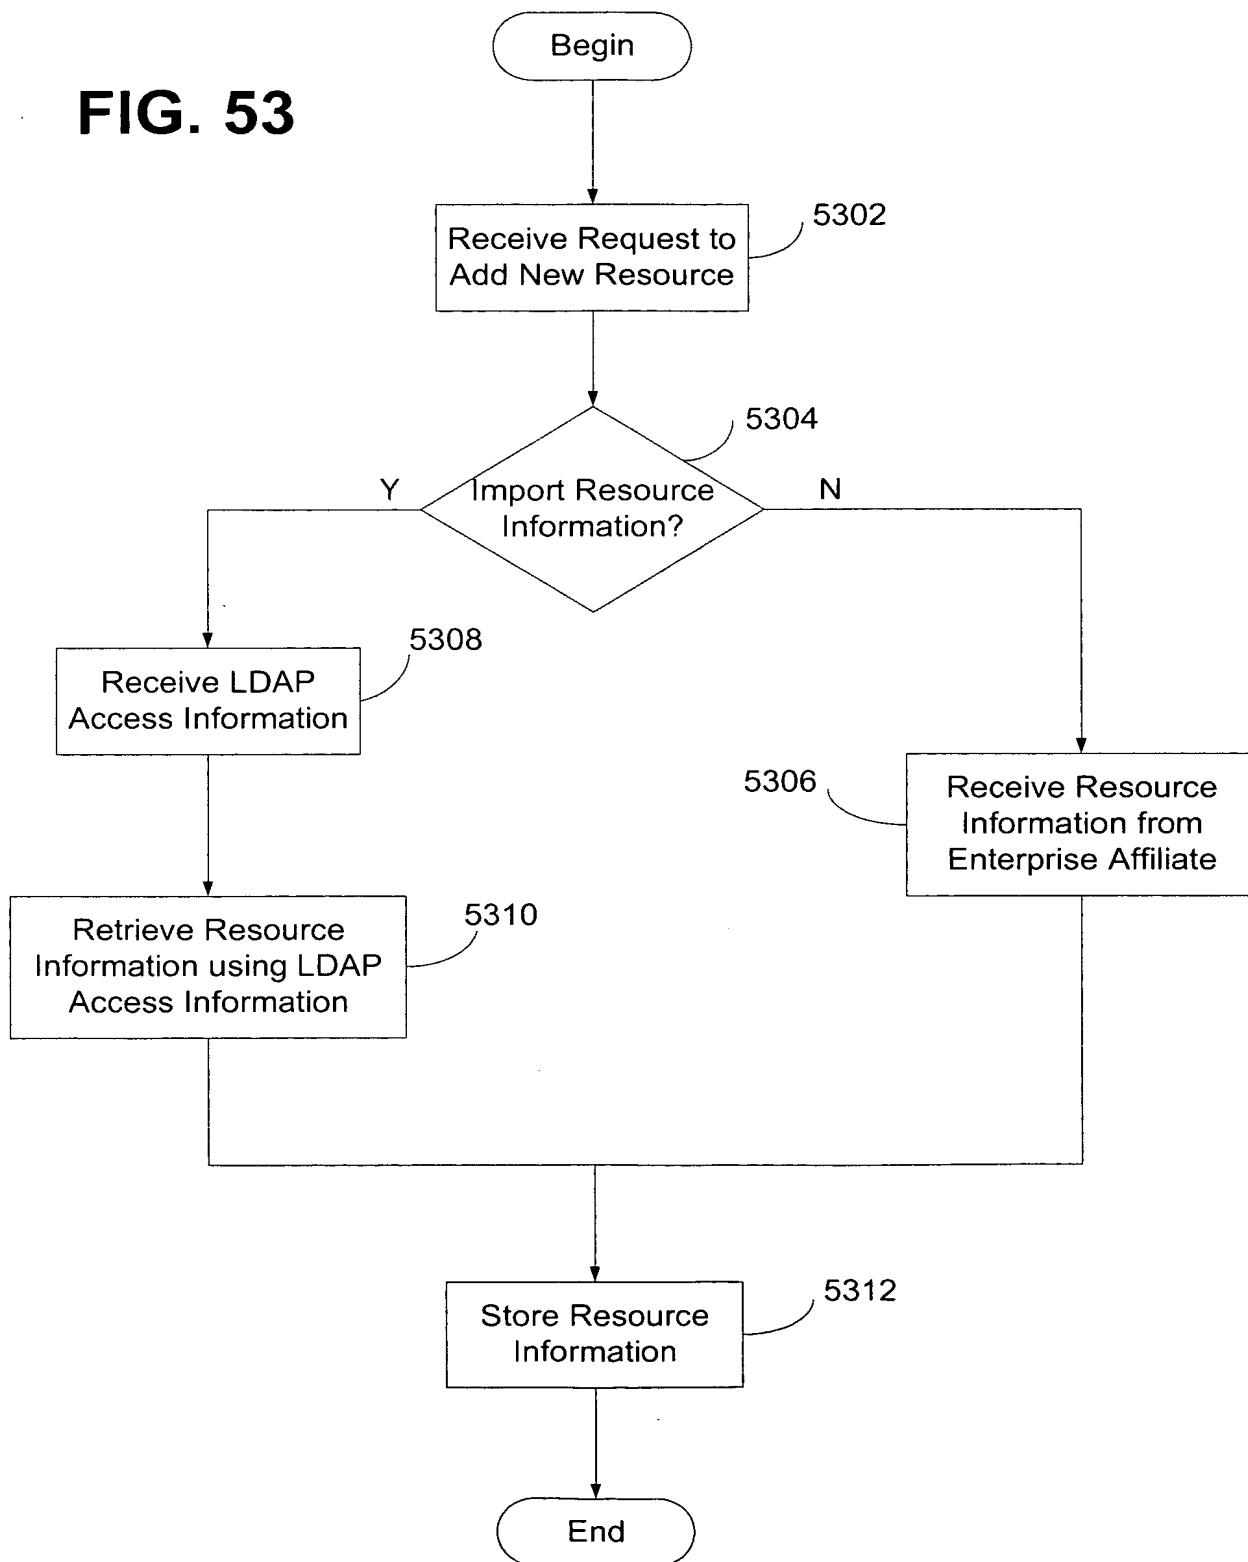 Begin
FIG. 53
5302
Receive Request to
Add New Resource
5304
Y
Import Resource
Information?
N
5308
Receive LDAP
Access Information
5306
Receive Resource
Information from
Enterprise Affiliate
5310
Retrieve Resource
Information using LDAP
Access Information
5312
Store Resource
Information
End